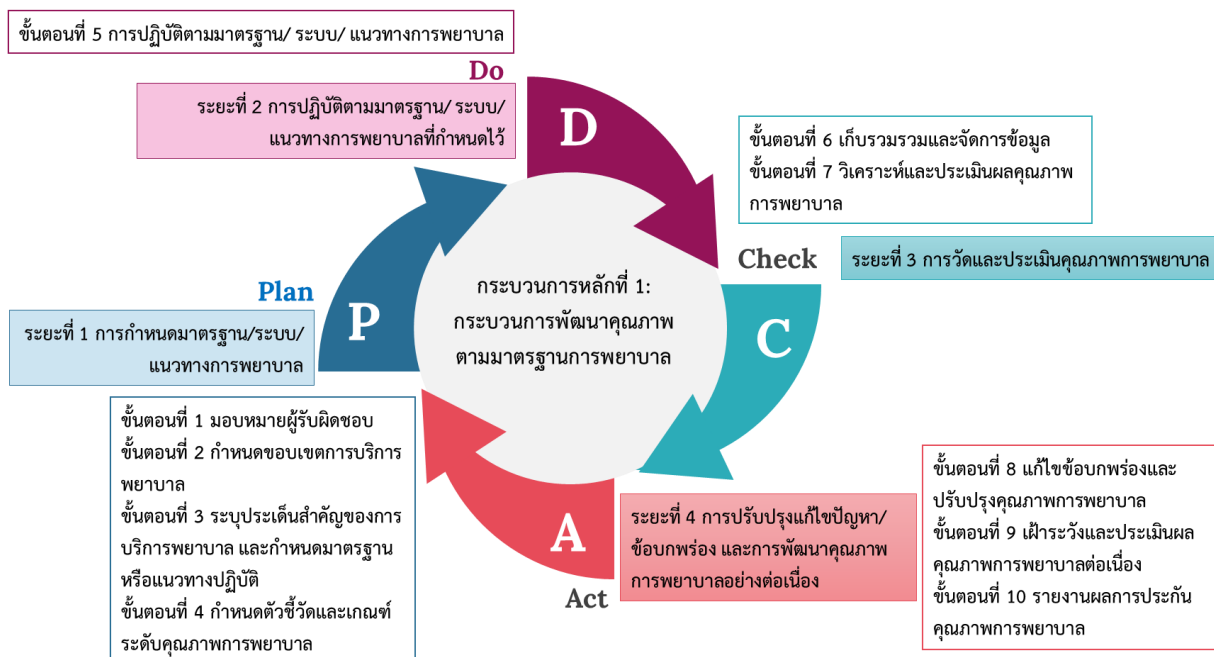 ขั้นตอนที่ 5 การปฏิบัติตามมาตรฐาน/ ระบบ/ แนวทางการพยาบาล
Do
ระยะที่ 2 การปฏิบัติตามมาตรฐาน/ ระบบ/
แนวทางการพยาบาลที่กำหนดไว้
D
ขั้นตอนที่ 6 เก็บรวมรวมและจัดการข้อมูล
ขั้นตอนที่ 7 วิเคราะห์และประเมินผลคุณภาพ
การพยาบาล
Check
ระยะที่ 3 การวัดและประเมินคุณภาพการพยาบาล
C
กระบวนการหลักที่ 1:
กระบวนการพัฒนาคุณภาพ
ตามมาตรฐานการพยาบาล
Plan
P
ระยะที่ 1 การกำหนดมาตรฐาน/ระบบ/
แนวทางการพยาบาล
ขั้นตอนที่ 1 มอบหมายผู้รับผิดชอบ
ขั้นตอนที่ 2 กำหนดขอบเขตการบริการ
พยาบาล
ขั้นตอนที่ 3 ระบุประเด็นสำคัญของการ
บริการพยาบาล และกำหนดมาตรฐาน
หรือแนวทางปฏิบัติ
ขั้นตอนที่ 4 กำหนดตัวชี้วัดและเกณฑ์
ระดับคุณภาพการพยาบาล
A
Act
ระยะที่ 4 การปรับปรุงแก้ไขปัญหา/
ข้อบกพร่อง และการพัฒนาคุณภาพ
การพยาบาลอย่างต่อเนื่อง
ขั้นตอนที่ 8 แก้ไขข้อบกพร่องและ
ปรับปรุงคุณภาพการพยาบาล
ขั้นตอนที่ 9 เฝ้าระวังและประเมินผล
คุณภาพการพยาบาลต่อเนื่อง
ขั้นตอนที่ 10 รายงานผลการประกัน
คุณภาพการพยาบาล